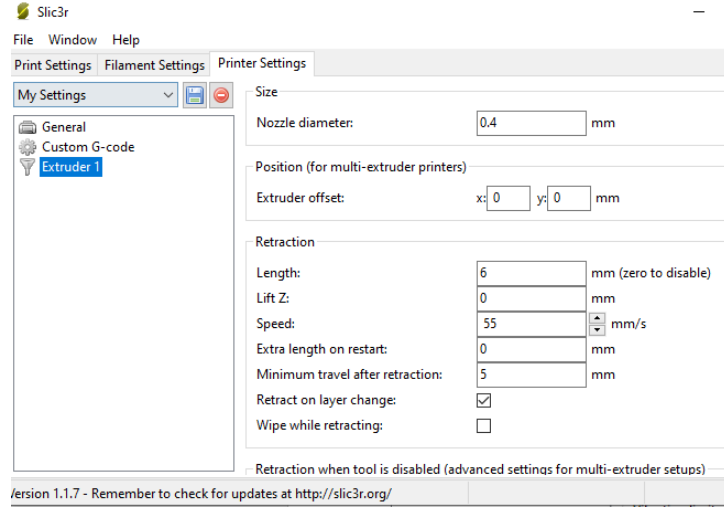 Slic3r
File Window Help
Print Settings Filament Settings Printer Settings
My Settings
General
Custom G-code
Extruder 1
Size
Nozzle diameter: 0.4 mm
Position (for multi-extruder printers)
Extruder offset: x: 0 y: 0 mm
Retraction
Length: 6 mm (zero to disable)
Lift Z: 0 mm
Speed: 55 mm/s
Extra length on restart: 0 mm
Minimum travel after retraction: 5 mm
Retract on layer change:
Wipe while retracting:
Retraction when tool is disabled (advanced settings for multi-extruder setups)
Version 1.1.7 - Remember to check for updates at http://slic3r.org/